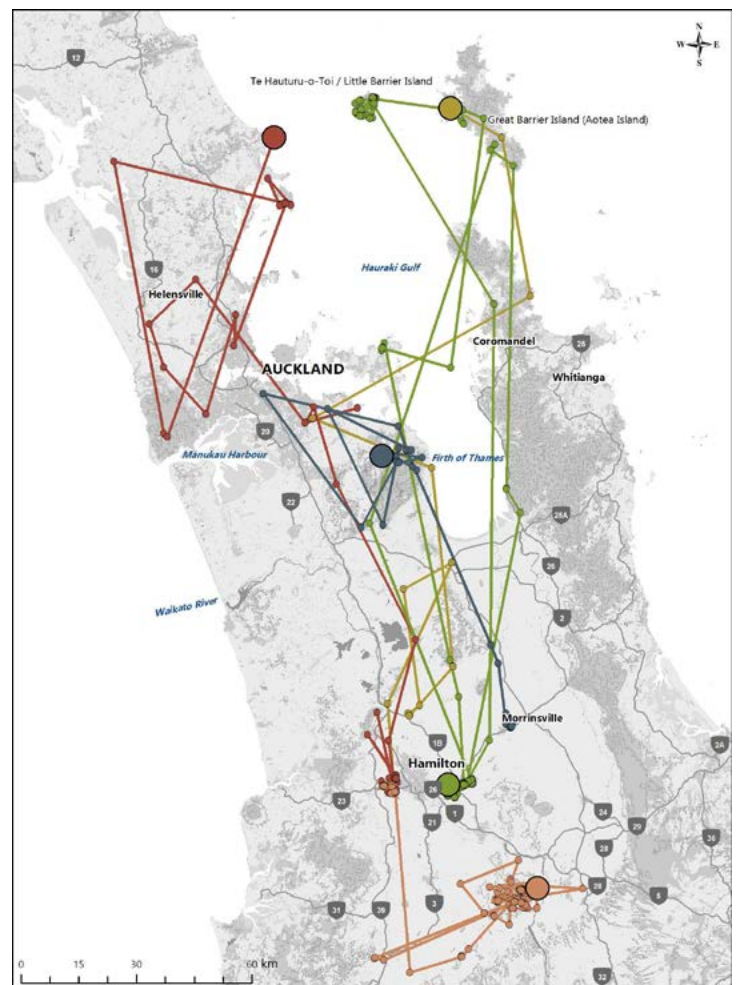 N
W E
S
12
Te Hauturu-o-Toi / Little Barrier Island
Great Barrier Island (Aotea Island)
16
Hauraki Gulf
Helensville
Coromandel
25
Whitianga
AUCKLAND
20
Manukau Harbour
Firth of Thames
22
25A
26
Waikato River
2
Morrinsville
1B
2A
Hamilton
26
23
1
24
21
29
28
36
28
5
31
39
3
32
0 15 30 60 km